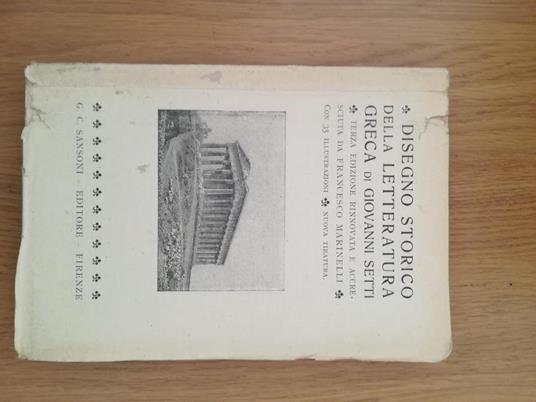 ❖ DISEGNO STORICO
DELLA LETTERATURA
GRECA DI GIOVANNI SETTI
❖ TERZA EDIZIONE RINNOVATA E ACCRE-
SCIUTA DA FRANCESCO MARINELLI ❖
CON 35 ILLUSTRAZIONI ❖ NUOVA TIRATURA.
❖ ❖ ❖ ❖ ❖ ❖ ❖ ❖ ❖ ❖ ❖
G. C. SANSONI - EDITORE - FIRENZE